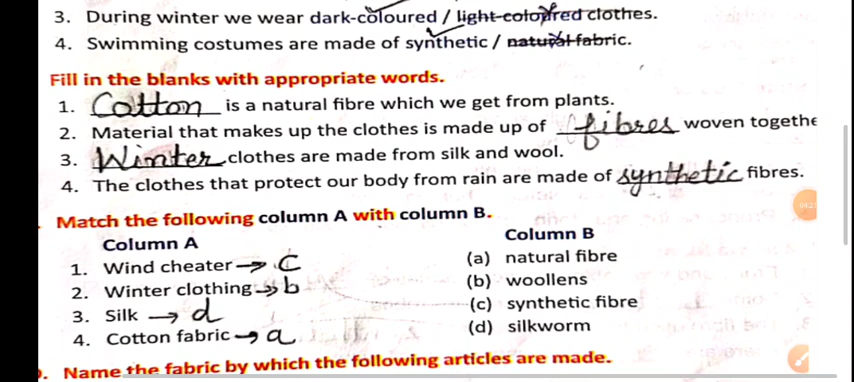 3. During winter we wear dark-coloured / light-coloured clothes.
4. Swimming costumes are made of synthetic / natural fabric.
Fill in the blanks with appropriate words.
1. Cotton is a natural fibre which we get from plants.
2. Material that makes up the clothes is made up of fibres woven togethe
3. Winter clothes are made from silk and wool.
4. The clothes that protect our body from rain are made of synthetic fibres.
Match the following column A with column B.
Column A Column B
1. Wind cheater → c (a) natural fibre
2. Winter clothing → b (b) woollens
3. Silk → d (c) synthetic fibre
4. Cotton fabric → a (d) silkworm
Name the fabric by which the following articles are made.